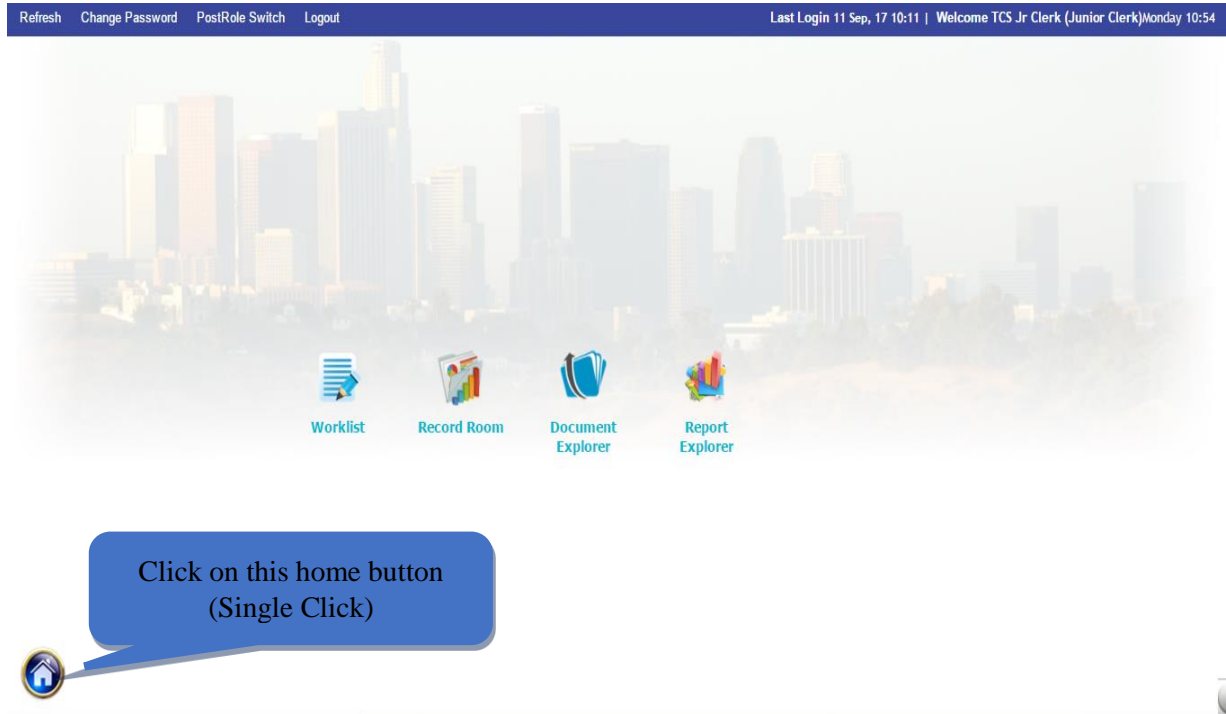 Refresh Change Password PostRole Switch Logout Last Login 11 Sep, 17 10:11 | Welcome TCS Jr Clerk (Junior Clerk)Monday 10:54
Worklist Record Room Document Explorer Report Explorer
Click on this home button
(Single Click)